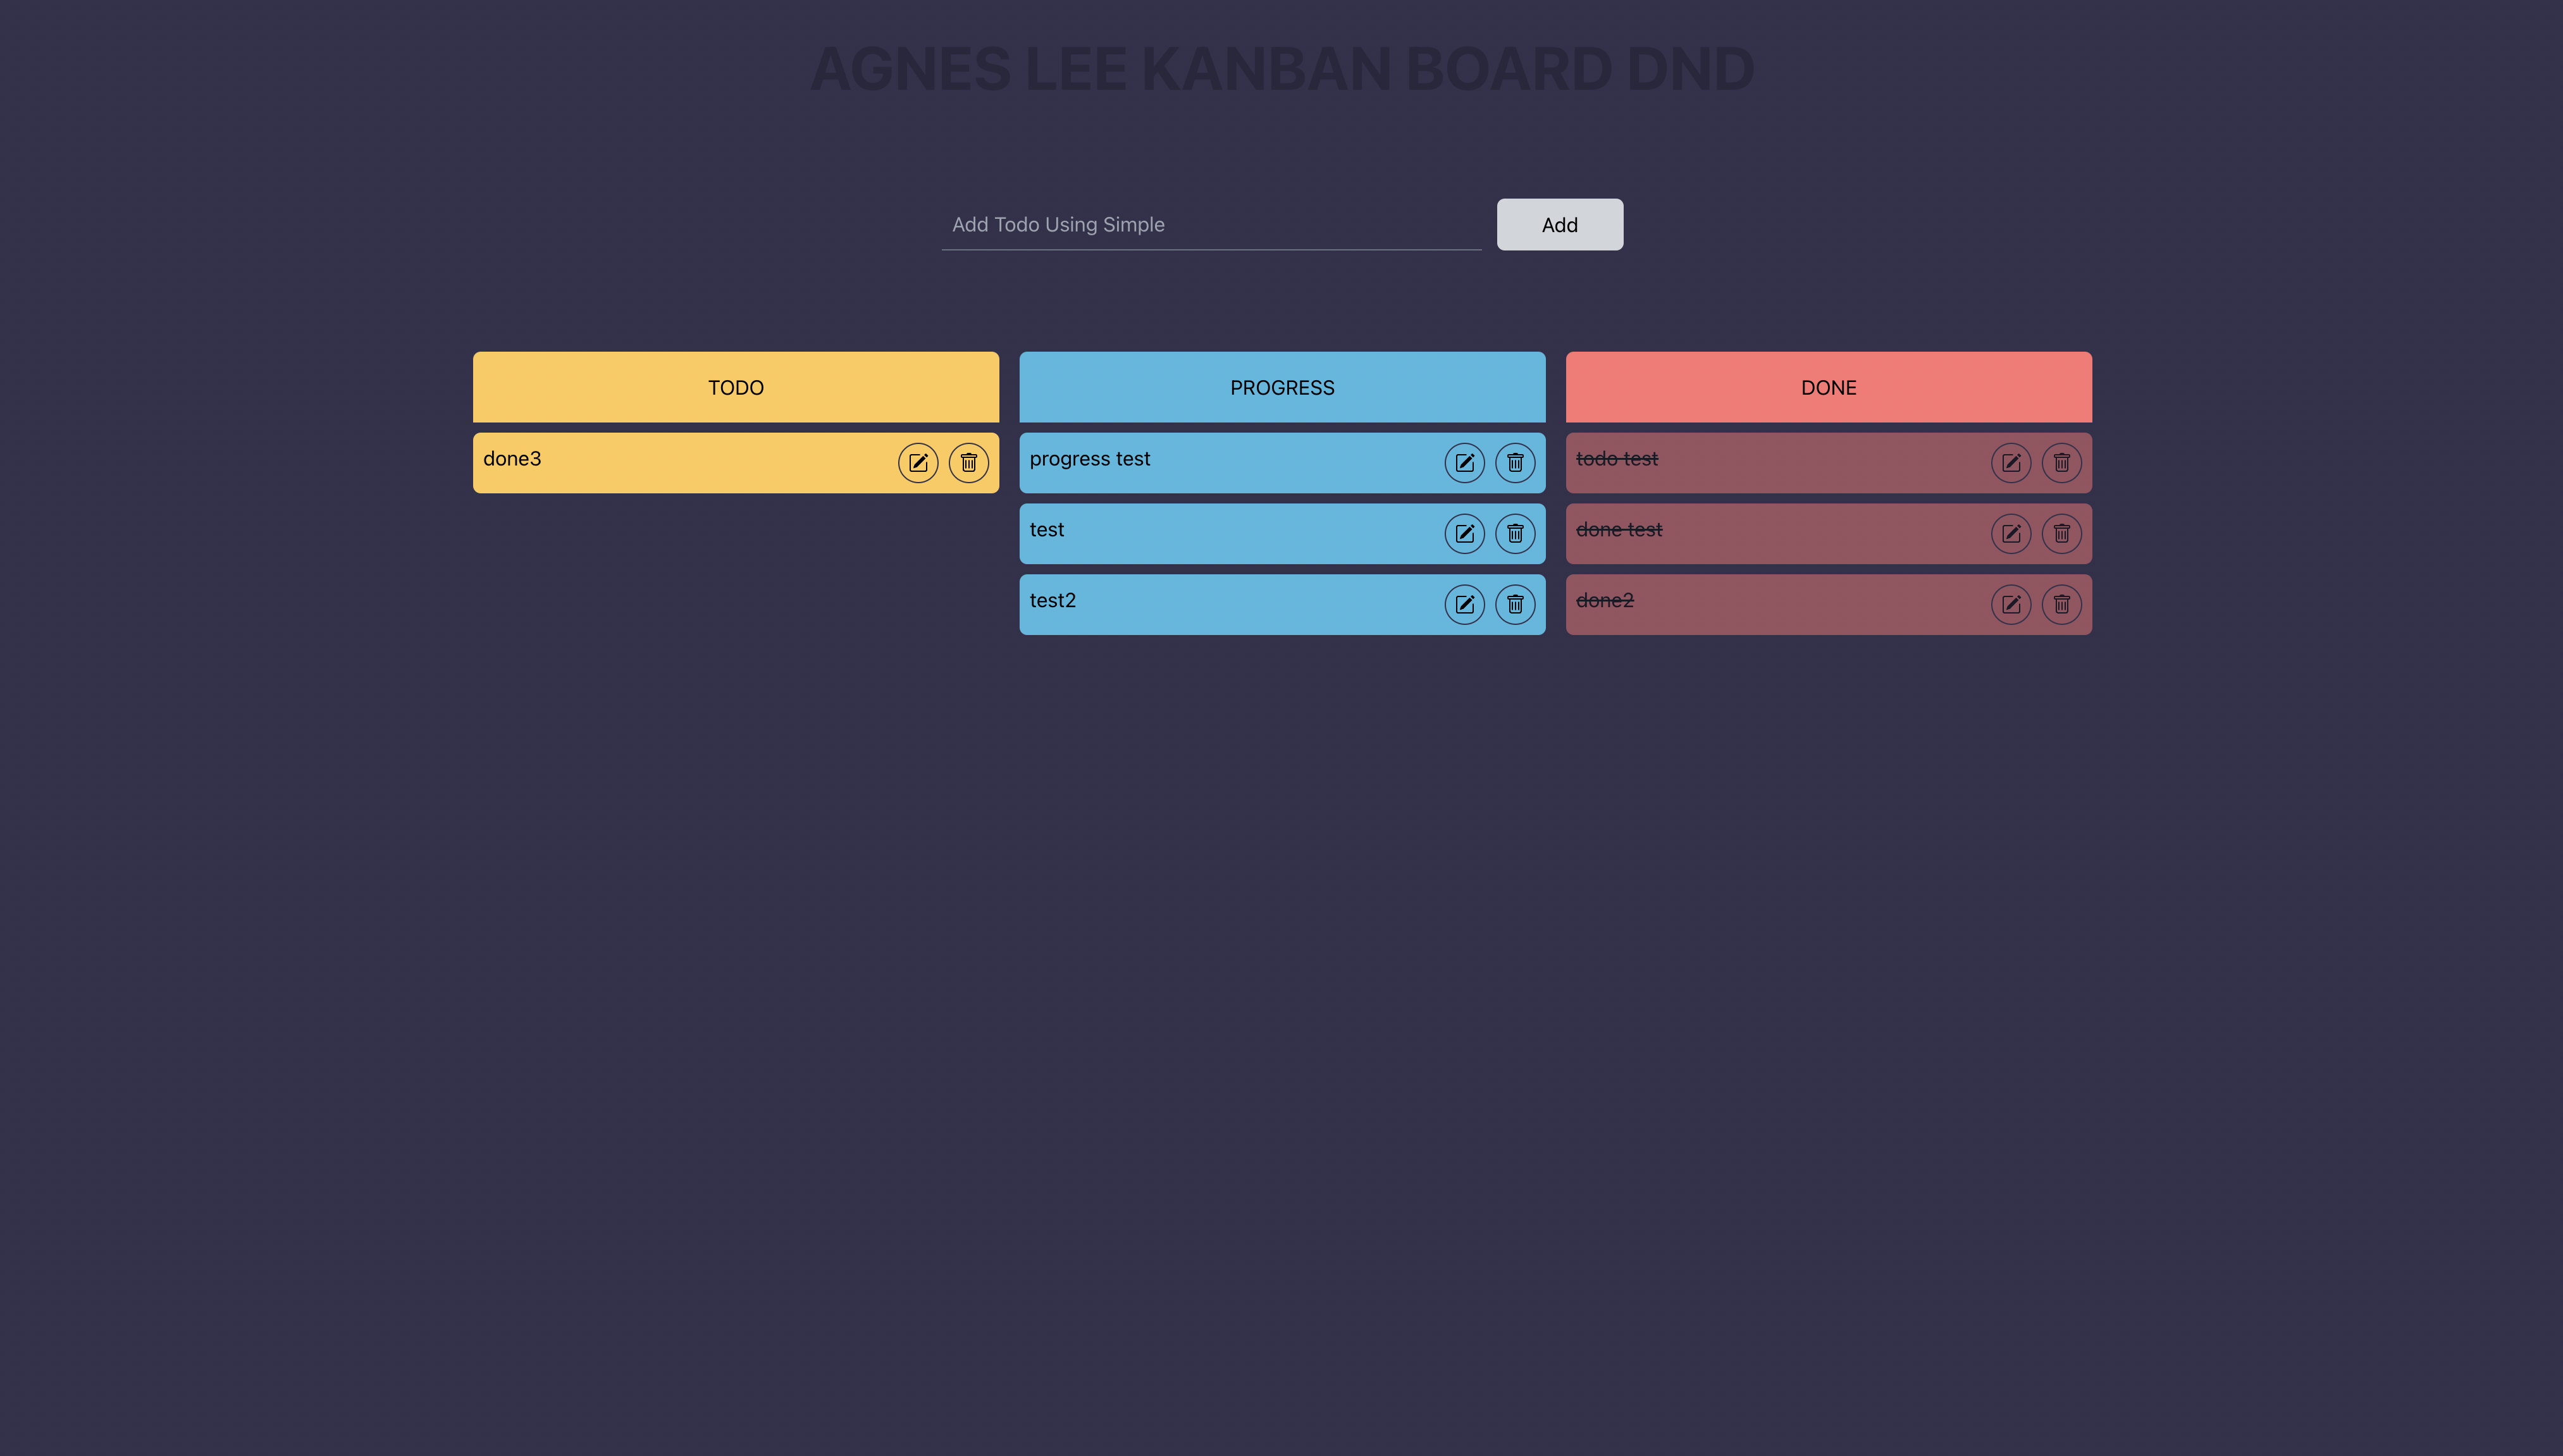 AGNES LEE KANBAN BOARD DND
Add Todo Using Simple
Add
TODO
done3
PROGRESS
progress test
test
test2
DONE
todo test
done test
done2